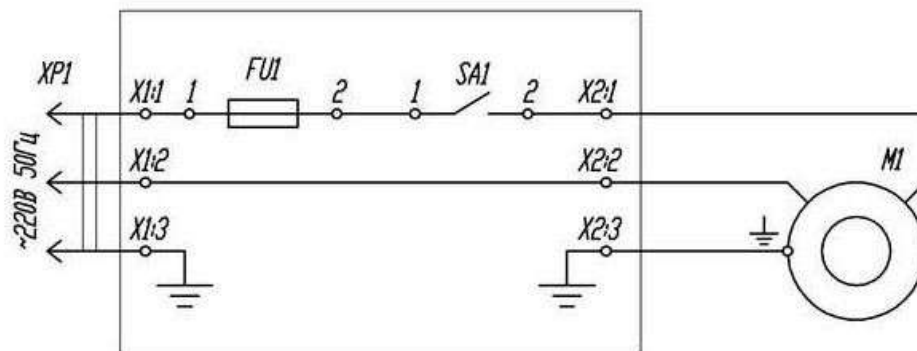 XP1
X1:1 1 FU1 2 1 SA1 2 X2:1
~220В 50Гц
X1:2 X2:2 M1
X1:3 X2:3